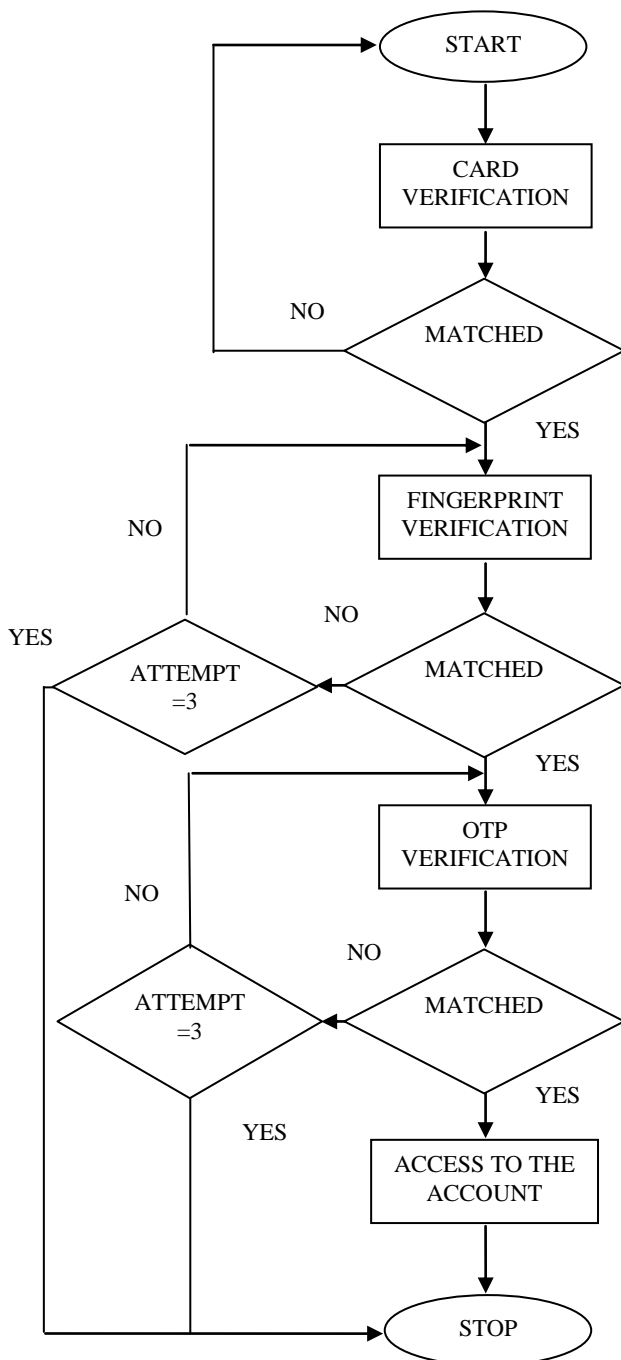 START
CARD
VERIFICATION
NO
MATCHED
YES
FINGERPRINT
VERIFICATION
NO
NO
YES
MATCHED
ATTEMPT
=3
YES
OTP
VERIFICATION
NO
NO
MATCHED
ATTEMPT
=3
YES
YES
ACCESS TO THE
ACCOUNT
STOP